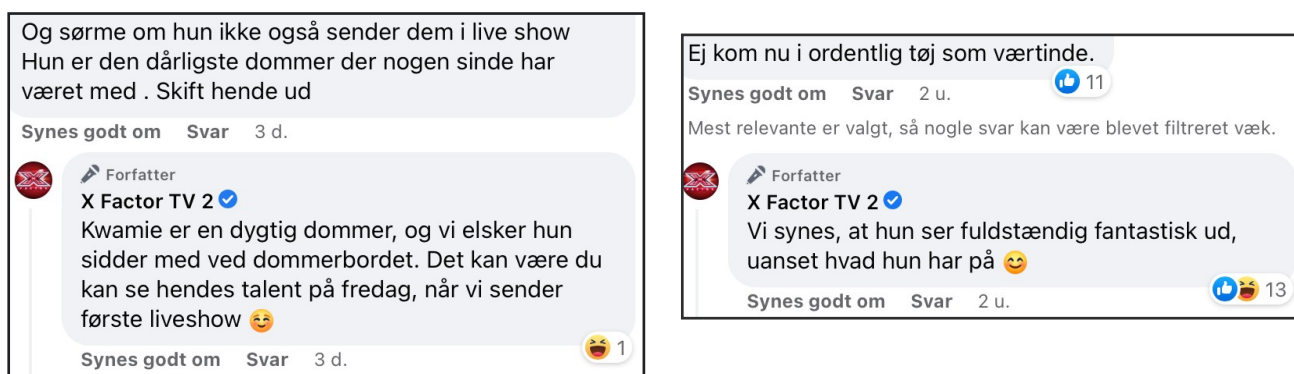 Og sørme om hun ikke også sender dem i live show
Hun er den dårligste dommer der nogen sinde har
været med . Skift hende ud
Synes godt om Svar 3 d.
Forfatter
X Factor TV 2
Kwamie er en dygtig dommer, og vi elsker hun
sidder med ved dommerbordet. Det kan være du
kan se hendes talent på fredag, når vi sender
første liveshow 😊
1
Synes godt om Svar 3 d.
Ej kom nu i ordentlig tøj som værtinde.
11
Synes godt om Svar 2 u.
Mest relevante er valgt, så nogle svar kan være blevet filtreret væk.
Forfatter
X Factor TV 2
Vi synes, at hun ser fuldstændig fantastisk ud,
uanset hvad hun har på 😊
13
Synes godt om Svar 2 u.